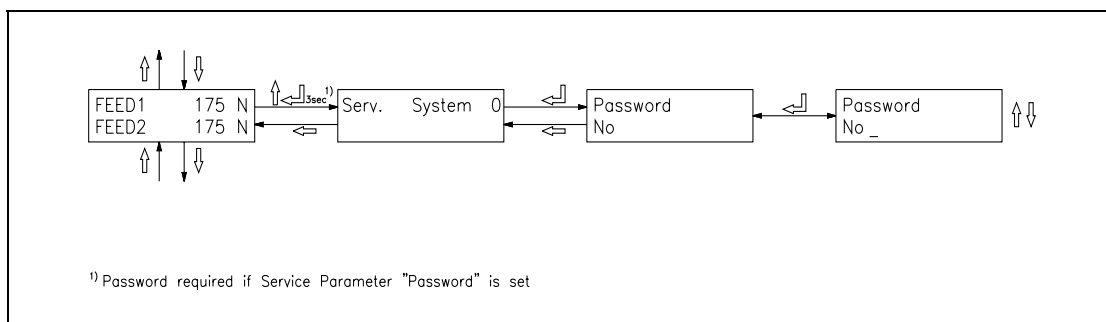 FEED1 175 N
FEED2 175 N
3sec 1)
Serv. System 0
Password
No
Password
No _
1) Password required if Service Parameter "Password" is set